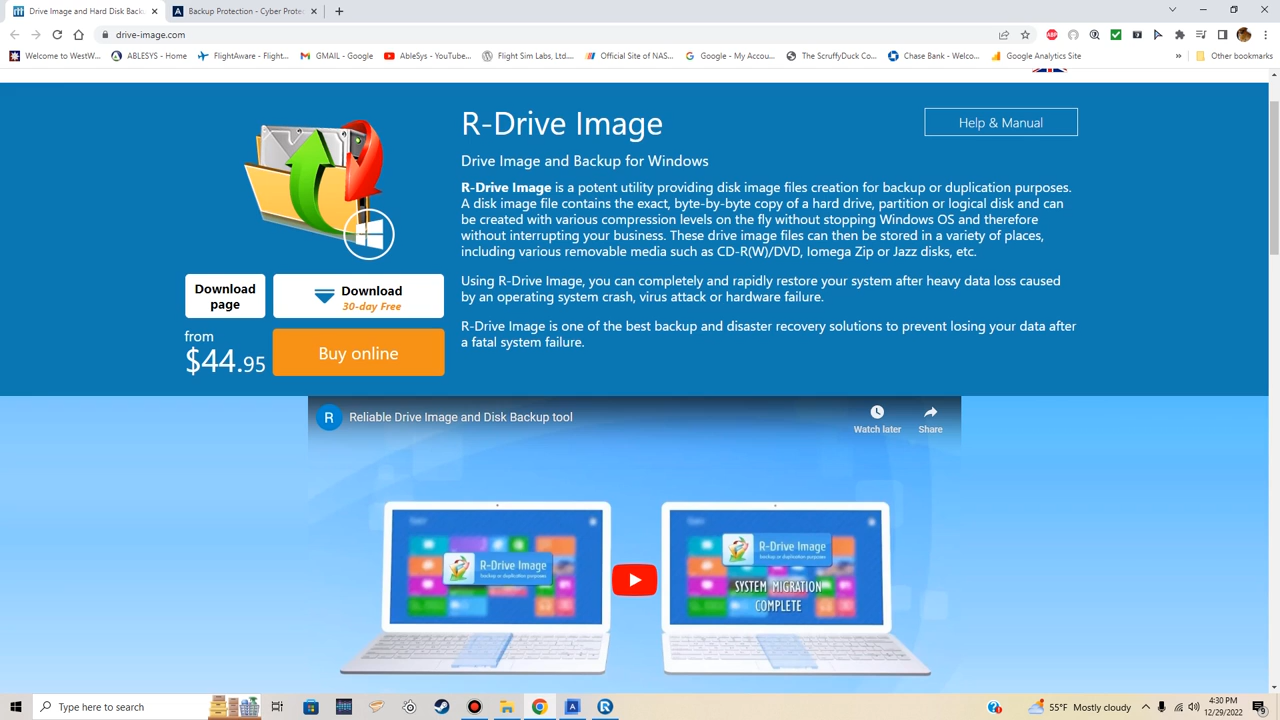 Drive Image and Hard Disk Backu
Backup Protection - Cyber Prote
drive-image.com
Welcome to WestW...
ABLESYS - Home
FlightAware - Flight...
GMAIL - Google
AbleSys - YouTube...
Flight Sim Labs, Ltd....
Official Site of NAS...
Google - My Accou...
The ScruffyDuck Co...
Chase Bank - Welco...
Google Analytics Site
Other bookmarks
R-Drive Image
Help & Manual
Drive Image and Backup for Windows
R-Drive Image is a potent utility providing disk image files creation for backup or duplication purposes.
A disk image file contains the exact, byte-by-byte copy of a hard drive, partition or logical disk and can
be created with various compression levels on the fly without stopping Windows OS and therefore
without interrupting your business. These drive image files can then be stored in a variety of places,
including various removable media such as CD-R(W)/DVD, Iomega Zip or Jazz disks, etc.
Using R-Drive Image, you can completely and rapidly restore your system after heavy data loss caused
by an operating system crash, virus attack or hardware failure.
R-Drive Image is one of the best backup and disaster recovery solutions to prevent losing your data after
a fatal system failure.
Download
page
Download
30-day Free
from
$44.95
Buy online
R
Reliable Drive Image and Disk Backup tool
Watch later
Share
R-Drive Image
backup or duplication purposes
R-Drive Image
backup or duplication purposes
SYSTEM MIGRATION
COMPLETE
Type here to search
55°F Mostly cloudy
4:30 PM
12/29/2022